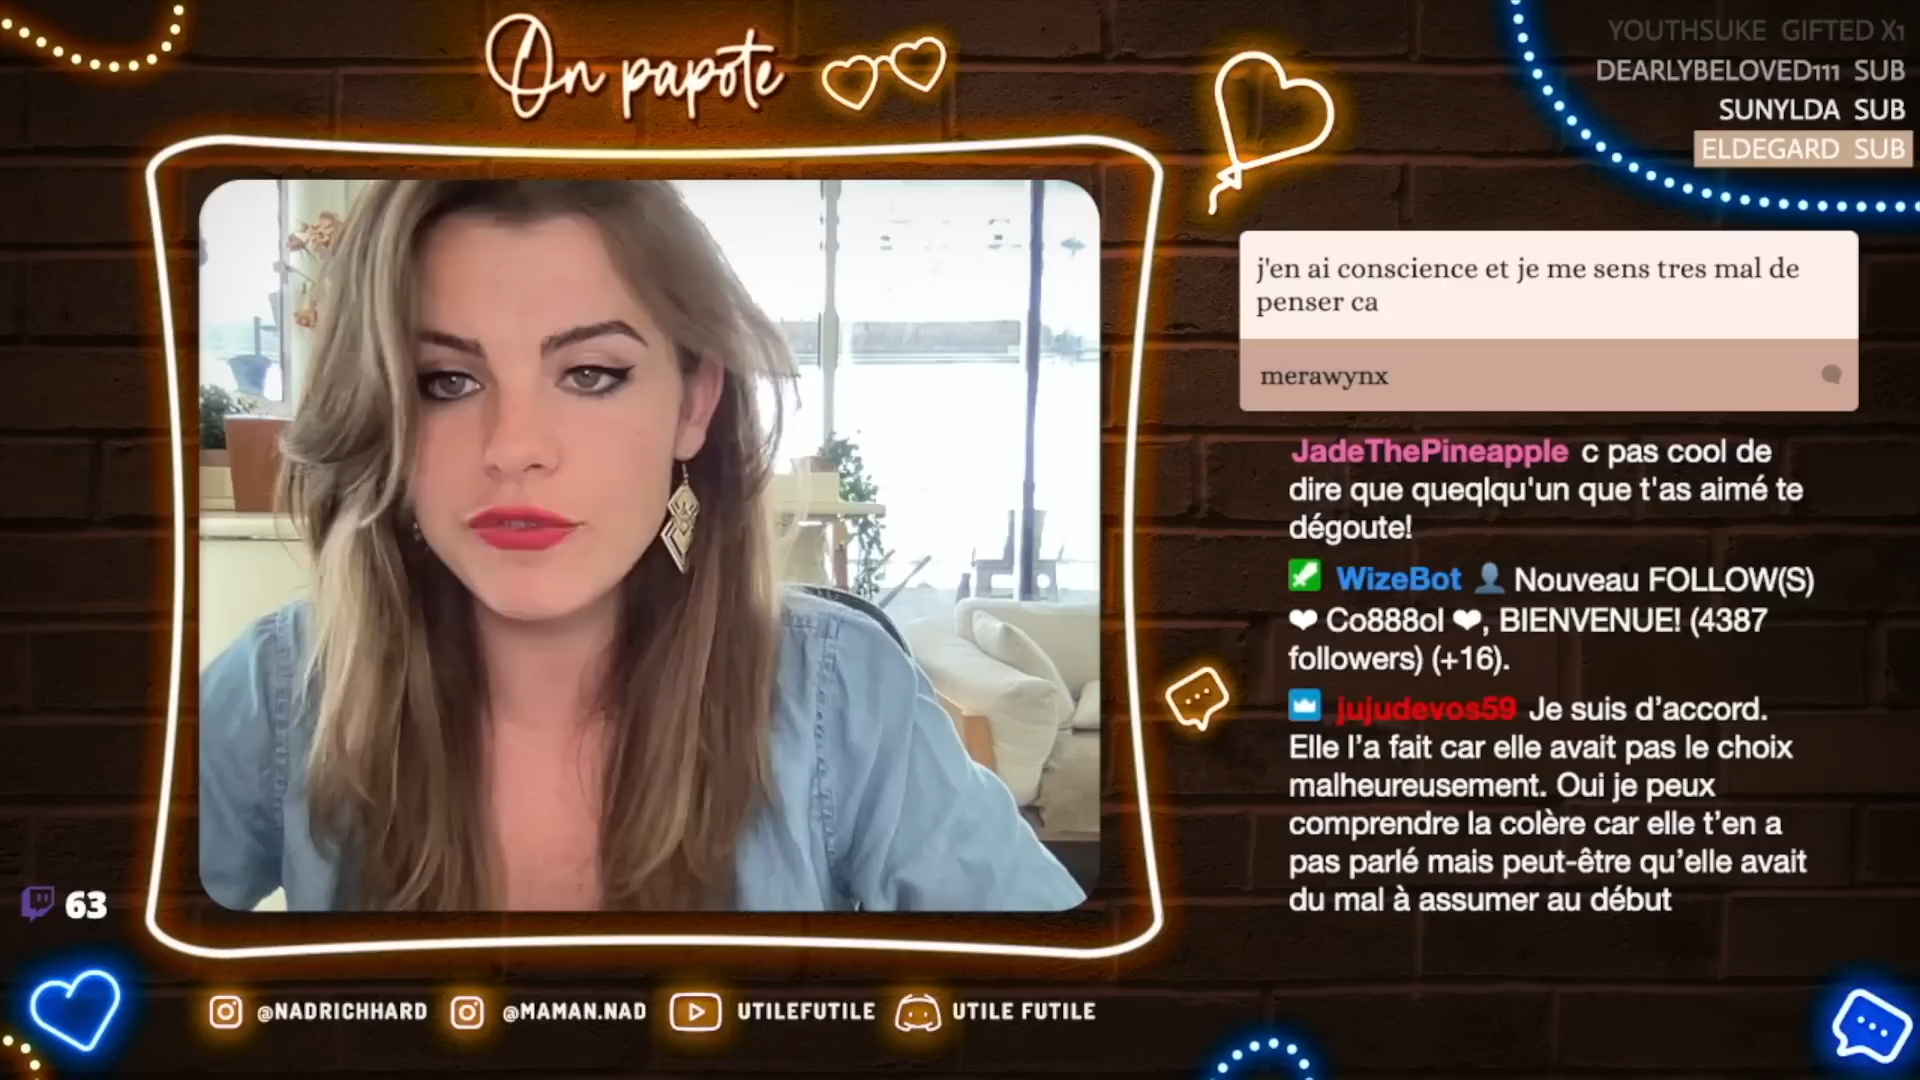 On papote
YOUTHSUKE GIFTED X1
DEARLYBELOVED111 SUB
SUNYLDA SUB
ELDEGARD SUB
j'en ai conscience et je me sens tres mal de
penser ca
merawynx
JadeThePineapple c pas cool de
dire que queqlqu'un que t'as aimé te
dégoute!
WizeBot 👤 Nouveau FOLLOW(S)
❤ Co888ol ❤, BIENVENUE! (4387
followers) (+16).
jujudevos59 Je suis d’accord.
Elle l’a fait car elle avait pas le choix
malheureusement. Oui je peux
comprendre la colère car elle t’en a
pas parlé mais peut-être qu’elle avait
du mal à assumer au début
63
@NADRICHHARD @MAMAN.NAD UTILEFUTILE UTILE FUTILE